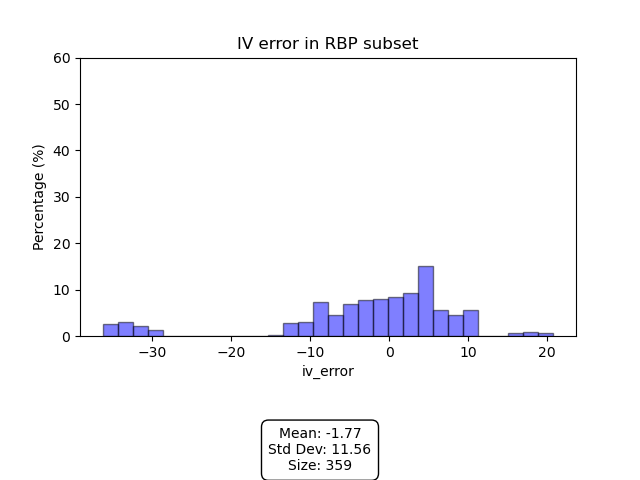 IV error in RBP subset
60
50
40
30
20
10
0
Percentage (%)
−30
−20
−10
0
10
20
iv_error
Mean: -1.77
Std Dev: 11.56
Size: 359